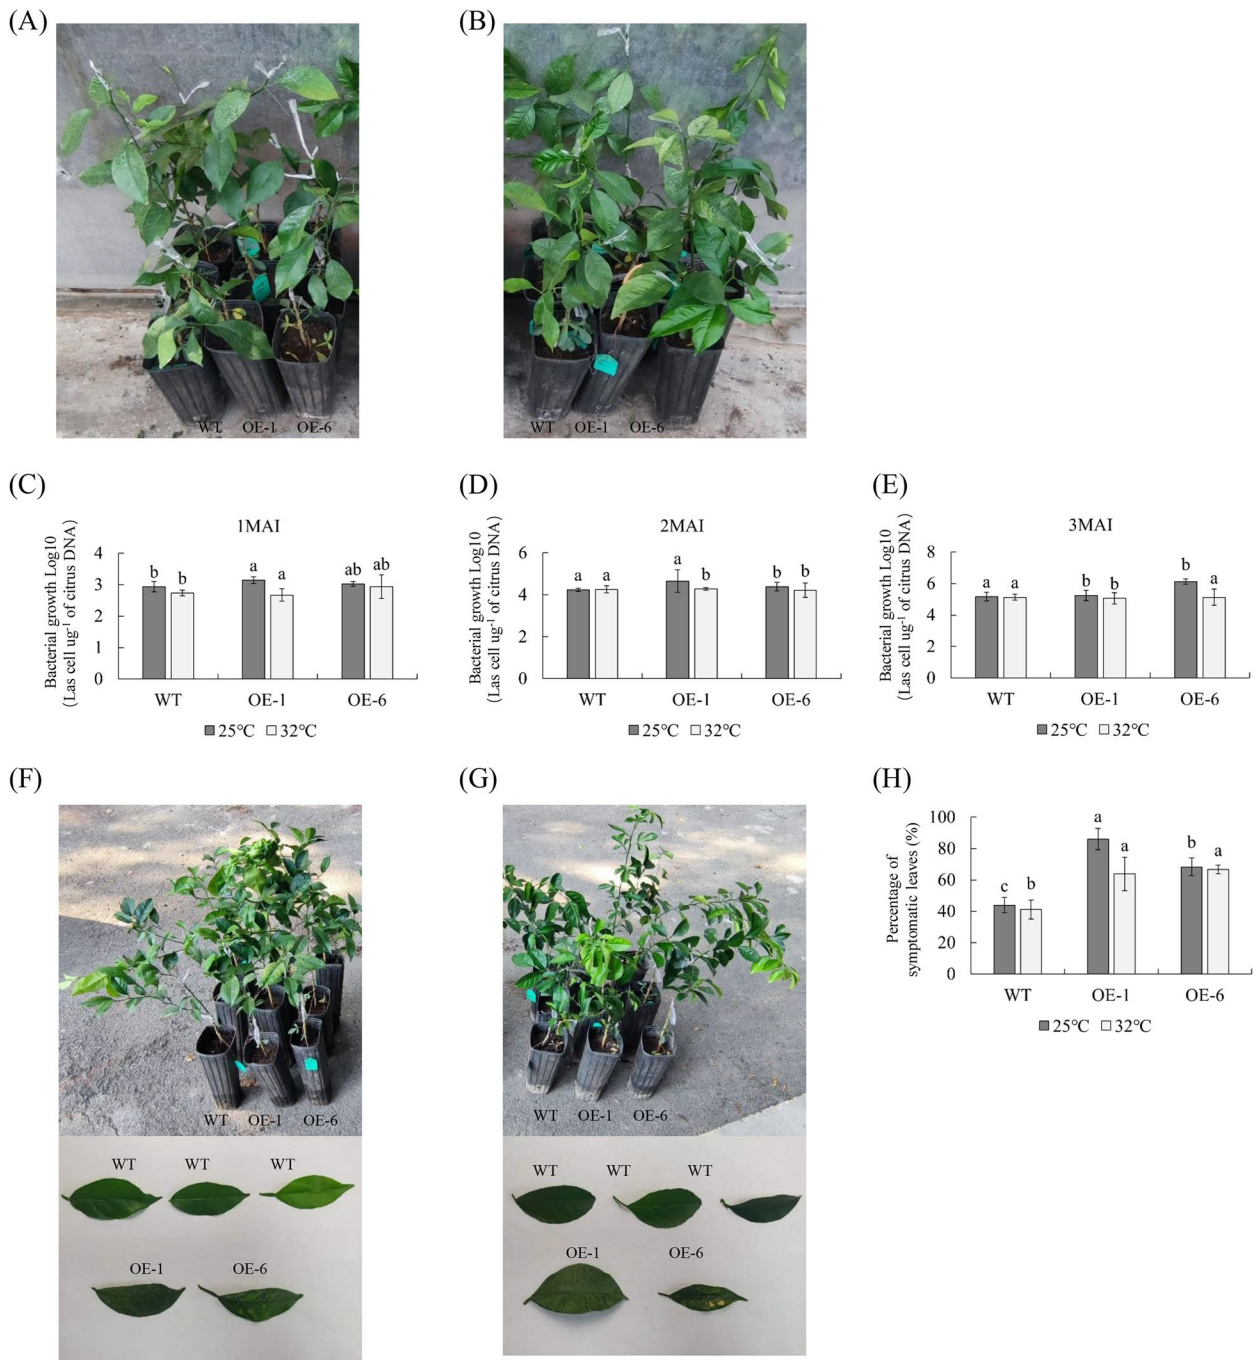 (A)
(B)
WT OE-1 OE-6
WT OE-1 OE-6
(C)
(D)
(E)
1MAI
Bacterial growth Log10
(Las cell ug⁻¹ of citrus DNA)
4
3
2
1
0
b b a a ab ab
WT OE-1 OE-6
25℃ 32℃
2MAI
Bacterial growth Log10
(Las cell ug⁻¹ of citrus DNA)
6
4
2
0
a a a b b b
WT OE-1 OE-6
25℃ 32℃
3MAI
Bacterial growth Log10
(Las cell ug⁻¹ of citrus DNA)
8
6
4
2
0
a a b b b a
WT OE-1 OE-6
25℃ 32℃
(F)
(G)
(H)
WT OE-1 OE-6
WT WT WT
OE-1 OE-6
WT OE-1 OE-6
WT WT WT
OE-1 OE-6
Percentage of
symptomatic leaves (%)
100
80
60
40
20
0
c b a a b a
WT OE-1 OE-6
25℃ 32℃